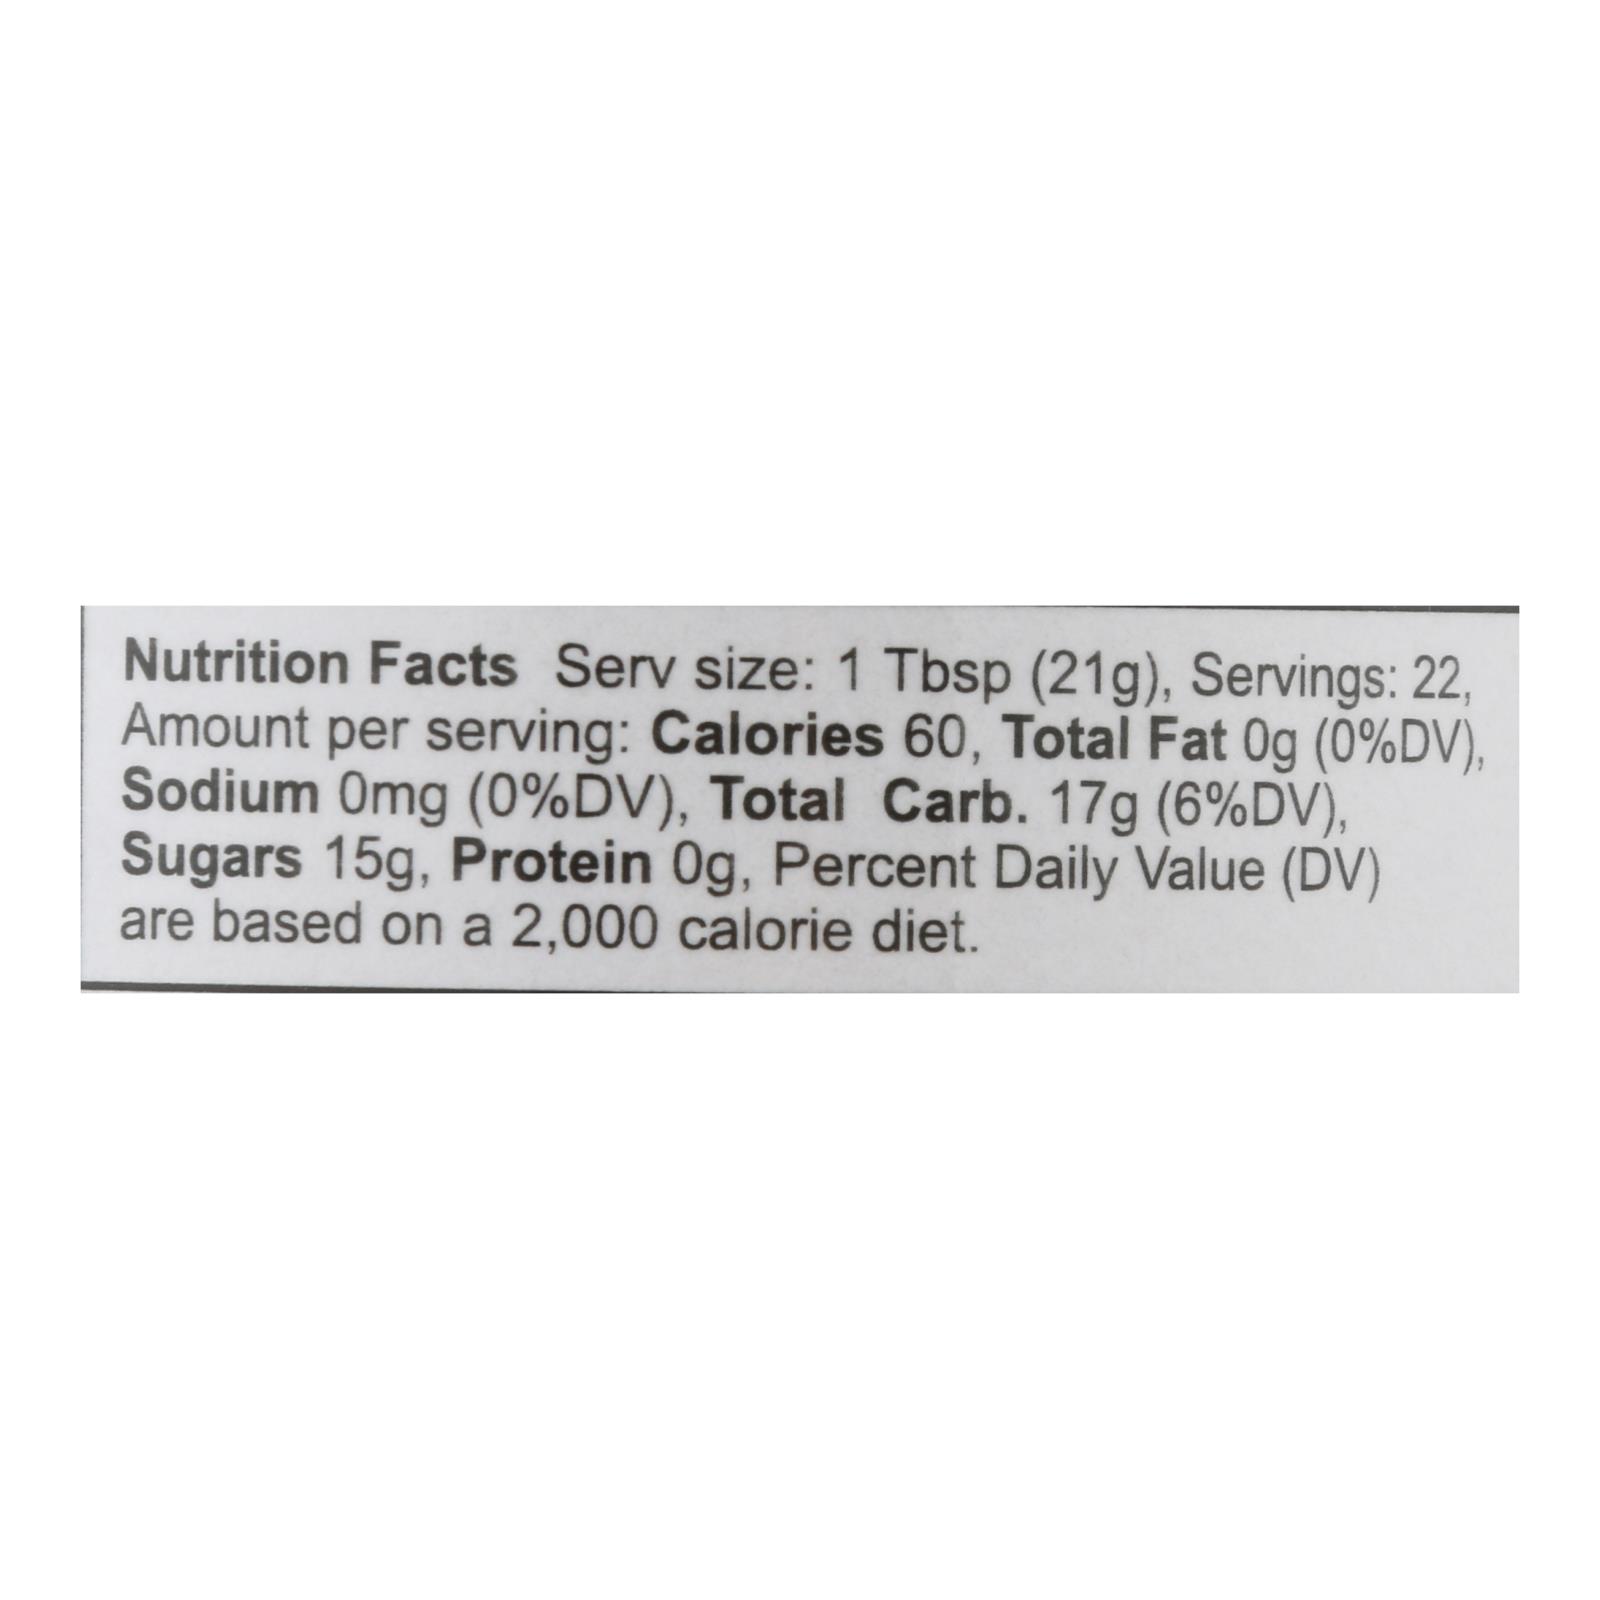 Nutrition Facts Serv size: 1 Tbsp (21g), Servings: 22,
Amount per serving: Calories 60, Total Fat 0g (0%DV),
Sodium 0mg (0%DV), Total Carb. 17g (6%DV),
Sugars 15g, Protein 0g, Percent Daily Value (DV)
are based on a 2,000 calorie diet.